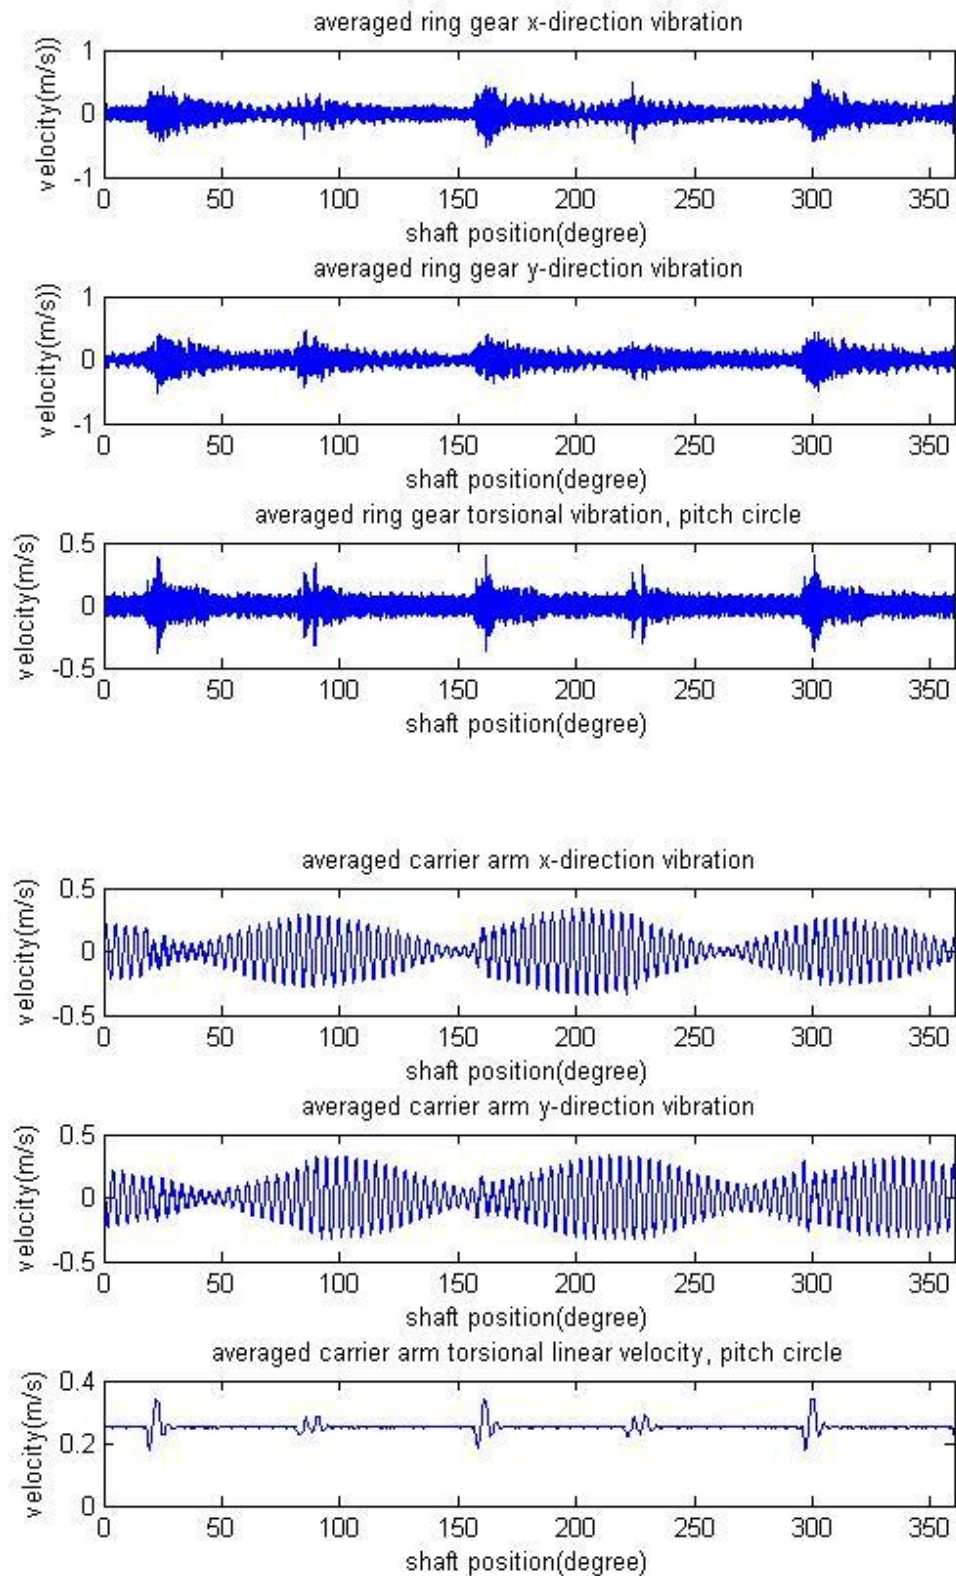 averaged ring gear x-direction vibration
velocity(m/s))
1
0
-1
0 50 100 150 200 250 300 350
shaft position(degree)
averaged ring gear y-direction vibration
velocity(m/s))
1
0
-1
0 50 100 150 200 250 300 350
shaft position(degree)
averaged ring gear torsional vibration, pitch circle
velocity(m/s)
0.5
0
-0.5
0 50 100 150 200 250 300 350
shaft position(degree)
averaged carrier arm x-direction vibration
velocity(m/s)
0.5
0
-0.5
0 50 100 150 200 250 300 350
shaft position(degree)
averaged carrier arm y-direction vibration
velocity(m/s)
0.5
0
-0.5
0 50 100 150 200 250 300 350
shaft position(degree)
averaged carrier arm torsional linear velocity, pitch circle
velocity(m/s)
0.4
0.2
0
0 50 100 150 200 250 300 350
shaft position(degree)